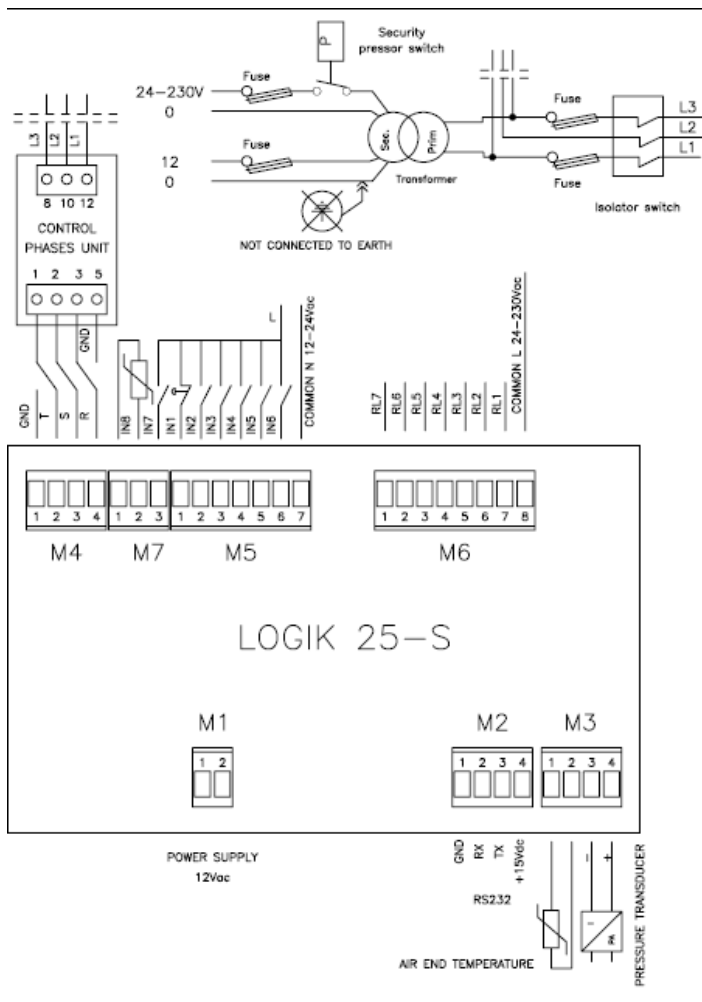 Security
pressor switch
P
Fuse
24-230V
0
Fuse
12
0
Sec.
Prim
Transformer
Fuse
Fuse
L3
L2
L1
Isolator switch
NOT CONNECTED TO EARTH
L3
L2
L1
8 10 12
CONTROL
PHASES UNIT
1 2 3 5
GND
GND
T
S
R
IN8
IN7
IN1
IN2
IN3
IN4
IN5
IN6
L
COMMON N 12-24Vac
RL7
RL6
RL5
RL4
RL3
RL2
RL1
COMMON L 24-230Vac
1 2 3 4
1 2 3
1 2 3 4 5 6 7
1 2 3 4 5 6 7 8
M4
M7
M5
M6
LOGIK 25-S
M1
M2
M3
1 2
1 2 3 4
1 2 3 4
POWER SUPPLY
12Vac
GND
RX
TX
+15Vdc
RS232
AIR END TEMPERATURE
-
+
-
PA
PRESSURE TRANSDUCER